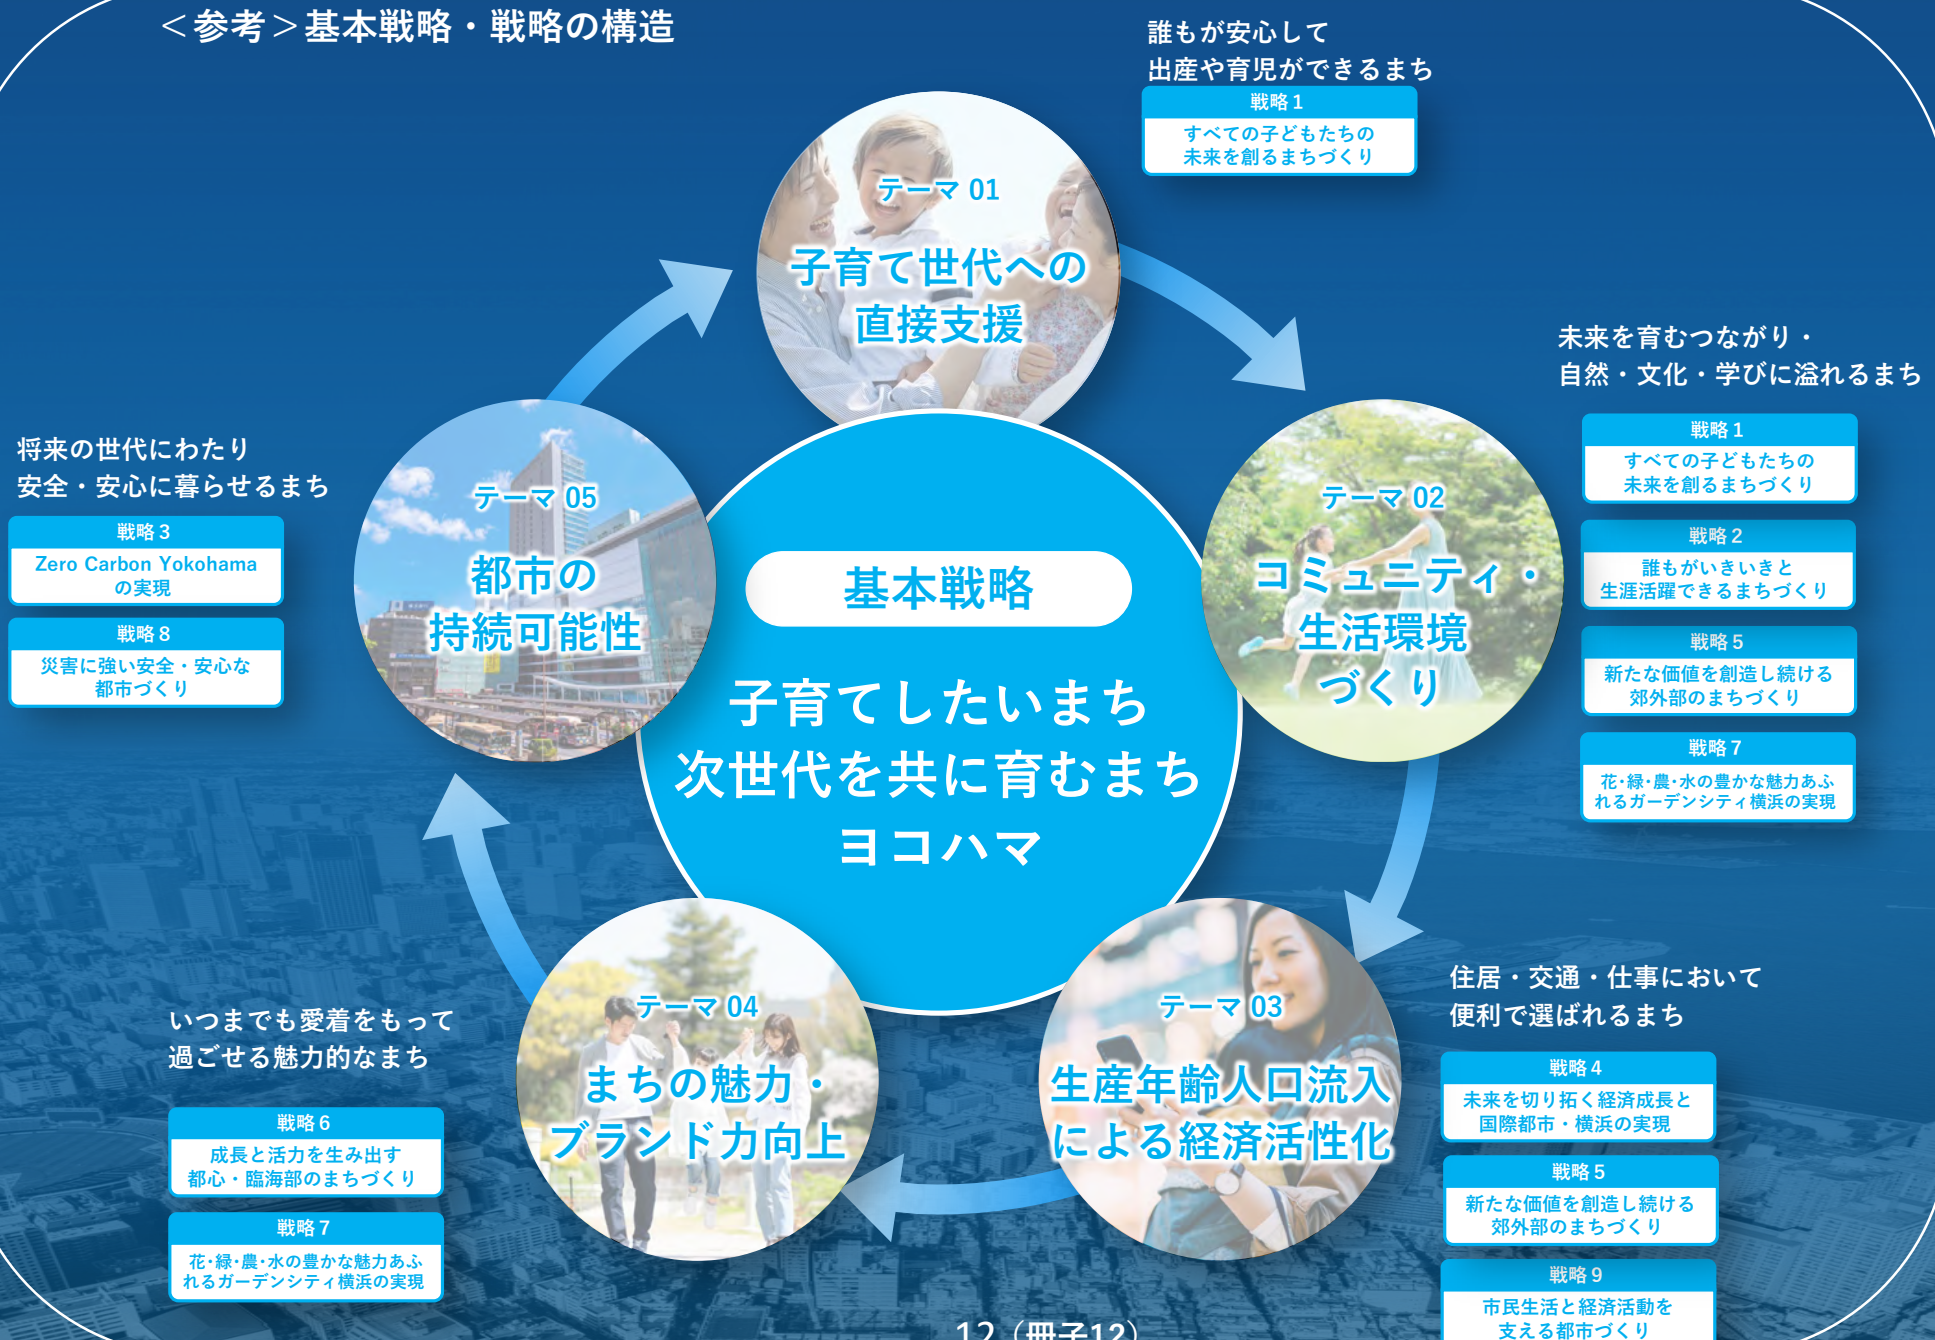 ＜参考＞基本戦略・戦略の構造
誰もが安心して
出産や育児ができるまち
戦略1
すべての子どもたちの
未来を創るまちづくり
テーマ 01
子育て世代への
直接支援
未来を育むつながり・
自然・文化・学びに溢れるまち
戦略1
すべての子どもたちの
未来を創るまちづくり
戦略2
誰もがいきいきと
生涯活躍できるまちづくり
戦略5
新たな価値を創造し続ける
郊外部のまちづくり
戦略7
花・緑・農・水の豊かな魅力あふ
れるガーデンシティ横浜の実現
テーマ 02
コミュニティ・
生活環境
づくり
将来の世代にわたり
安全・安心に暮らせるまち
戦略3
Zero Carbon Yokohama
の実現
戦略8
災害に強い安全・安心な
都市づくり
テーマ 05
都市の
持続可能性
基本戦略
子育てしたいまち
次世代を共に育むまち
ヨコハマ
住居・交通・仕事において
便利で選ばれるまち
戦略4
未来を切り拓く経済成長と
国際都市・横浜の実現
戦略5
新たな価値を創造し続ける
郊外部のまちづくり
戦略9
市民生活と経済活動を
支える都市づくり
テーマ 03
生産年齢人口流入
による経済活性化
テーマ 04
まちの魅力・
ブランド力向上
いつまでも愛着をもって
過ごせる魅力的なまち
戦略6
成長と活力を生み出す
都心・臨海部のまちづくり
戦略7
花・緑・農・水の豊かな魅力あふ
れるガーデンシティ横浜の実現
12（冊子12）